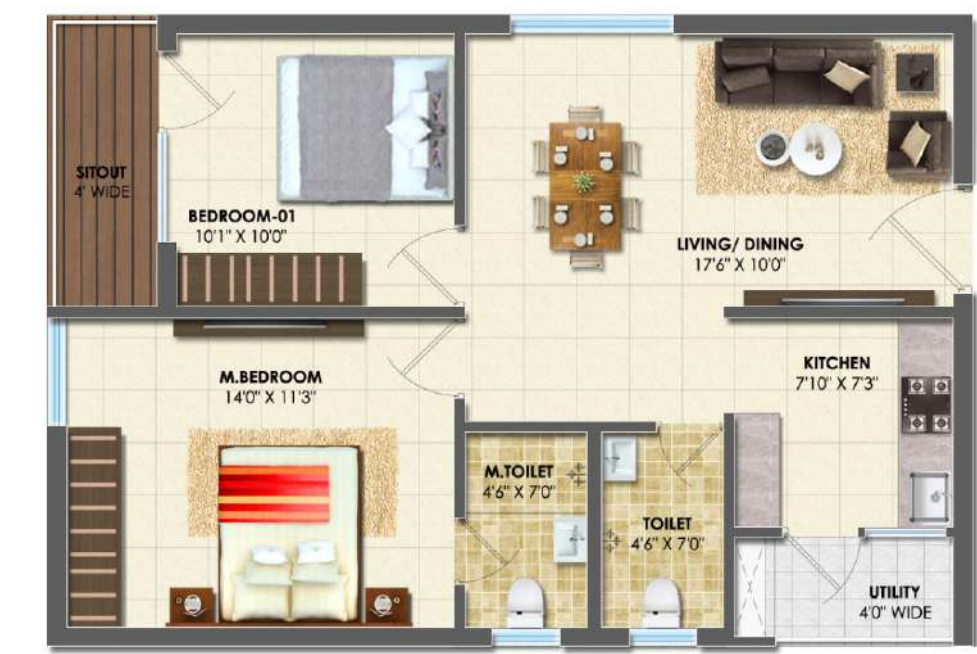 SITOUT
4' WIDE
BEDROOM-01
10'1" X 10'0"
LIVING/ DINING
17'6" X 10'0"
M.BEDROOM
14'0" X 11'3"
KITCHEN
7'10" X 7'3"
M.TOILET
4'6" X 7'0"
TOILET
4'6" X 7'0"
UTILITY
4'0" WIDE